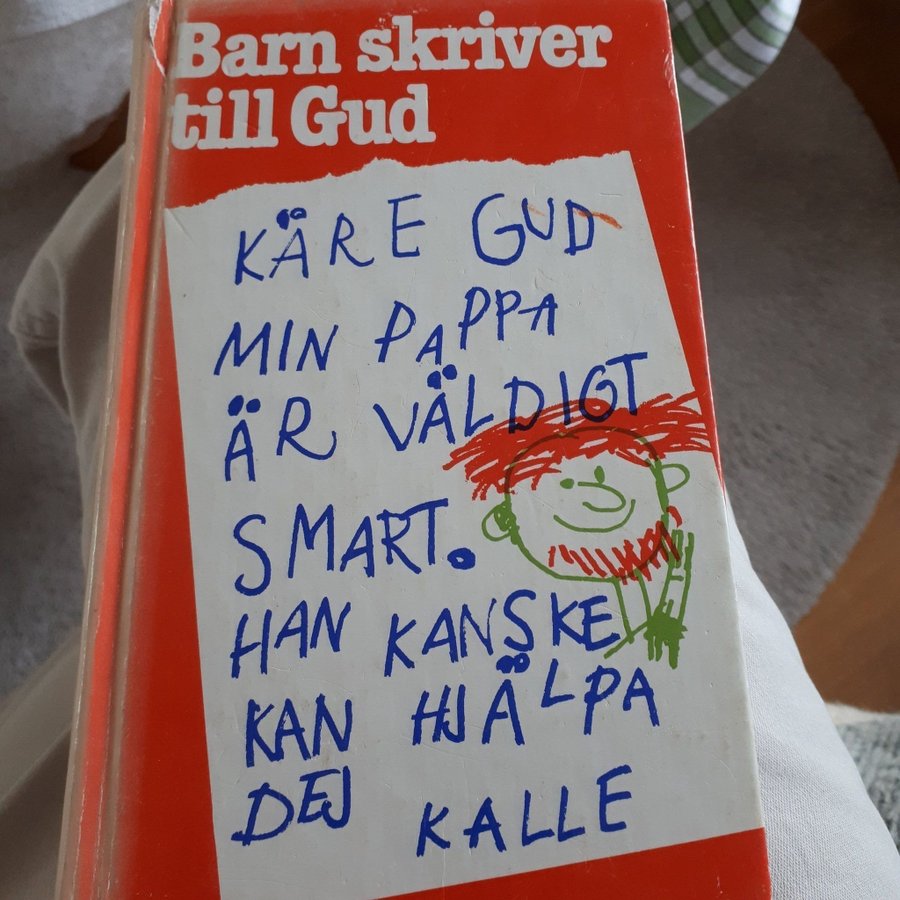 Barn skriver
till Gud
KÄRE GUD
MIN PAPPA
ÄR VÄLDIGT
SMART.
HAN KANSKE
KAN HJÄLPA
DEJ KALLE